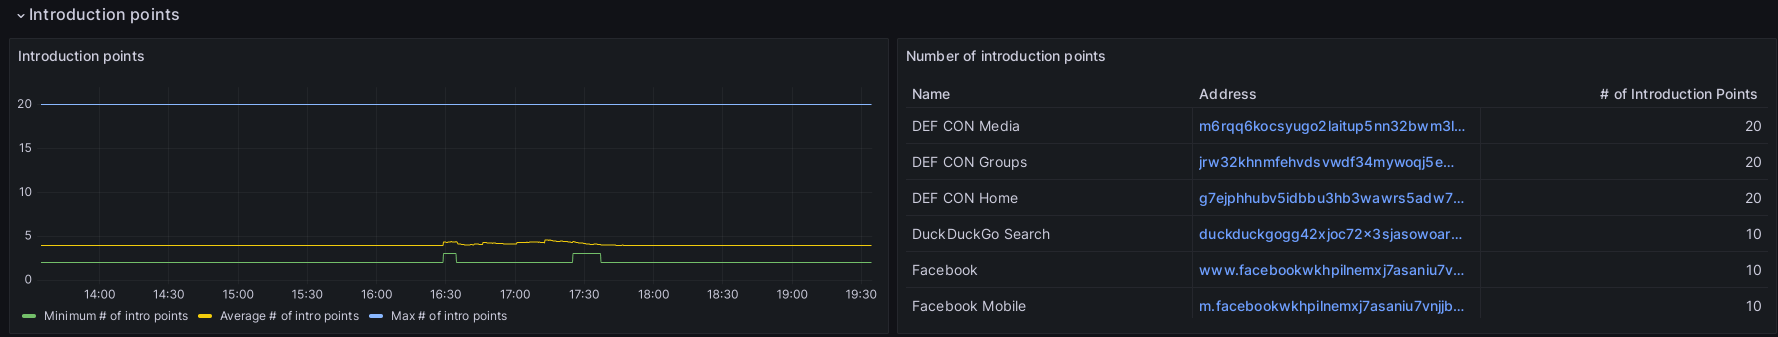 Introduction points
Introduction points
20
15
10
5
0
14:00 14:30 15:00 15:30 16:00 16:30 17:00 17:30 18:00 18:30 19:00 19:30
Minimum # of intro points Average # of intro points Max # of intro points
Number of introduction points
Name Address # of Introduction Points
DEF CON Media m6rqq6kocsyugo2laitup5nn32bwm3l... 20
DEF CON Groups jrw32khnmfehvdsvwdf34mywoqj5e... 20
DEF CON Home g7ejphhubv5idbbu3hb3wawrs5adw7... 20
DuckDuckGo Search duckduckgogg42xjoc72x3sjasowoar... 10
Facebook www.facebookwkhpilnemxj7asaniu7v... 10
Facebook Mobile m.facebookwkhpilnemxj7asaniu7vnjjb... 10